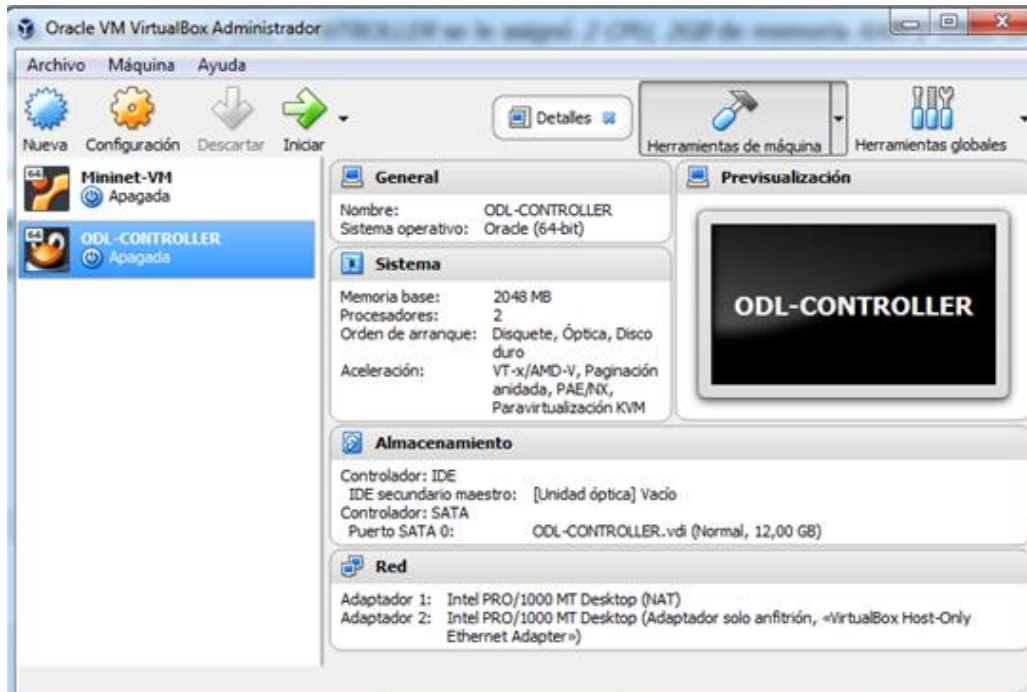 Oracle VM VirtualBox Administrador
Archivo Máquina Ayuda
Nueva Configuración Descartar Iniciar
Detalles
Herramientas de máquina
Herramientas globales
64
Mininet-VM
Apagada
64
ODL-CONTROLLER
Apagada
General
Nombre: ODL-CONTROLLER
Sistema operativo: Oracle (64-bit)
Sistema
Memoria base: 2048 MB
Procesadores: 2
Orden de arranque: Disquete, Óptica, Disco
duro
Aceleración: VT-x/AMD-V, Paginación
anidada, PAE/NX,
Paravirtualización KVM
Previsualización
ODL-CONTROLLER
Almacenamiento
Controlador: IDE
IDE secundario maestro: [Unidad óptica] Vacío
Controlador: SATA
Puerto SATA 0: ODL-CONTROLLER.vdi (Normal, 12,00 GB)
Red
Adaptador 1: Intel PRO/1000 MT Desktop (NAT)
Adaptador 2: Intel PRO/1000 MT Desktop (Adaptador solo anfitrión, «VirtualBox Host-Only
Ethernet Adapter»)